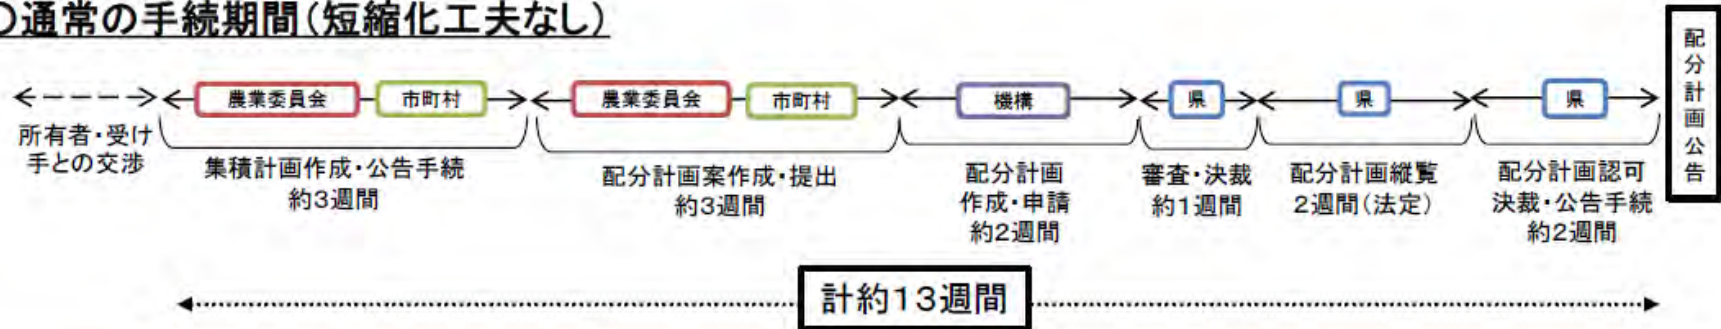 〇通常の手続期間(短縮化工夫なし)
農業委員会
市町村
農業委員会
市町村
機構
県
県
県
所有者・受け
手との交渉
集積計画作成・公告手続
約3週間
配分計画案作成・提出
約3週間
配分計画
作成・申請
約2週間
審査・決裁
約1週間
配分計画縦覧
2週間(法定)
配分計画認可
決裁・公告手続
約2週間
配分計画公告
計約13週間